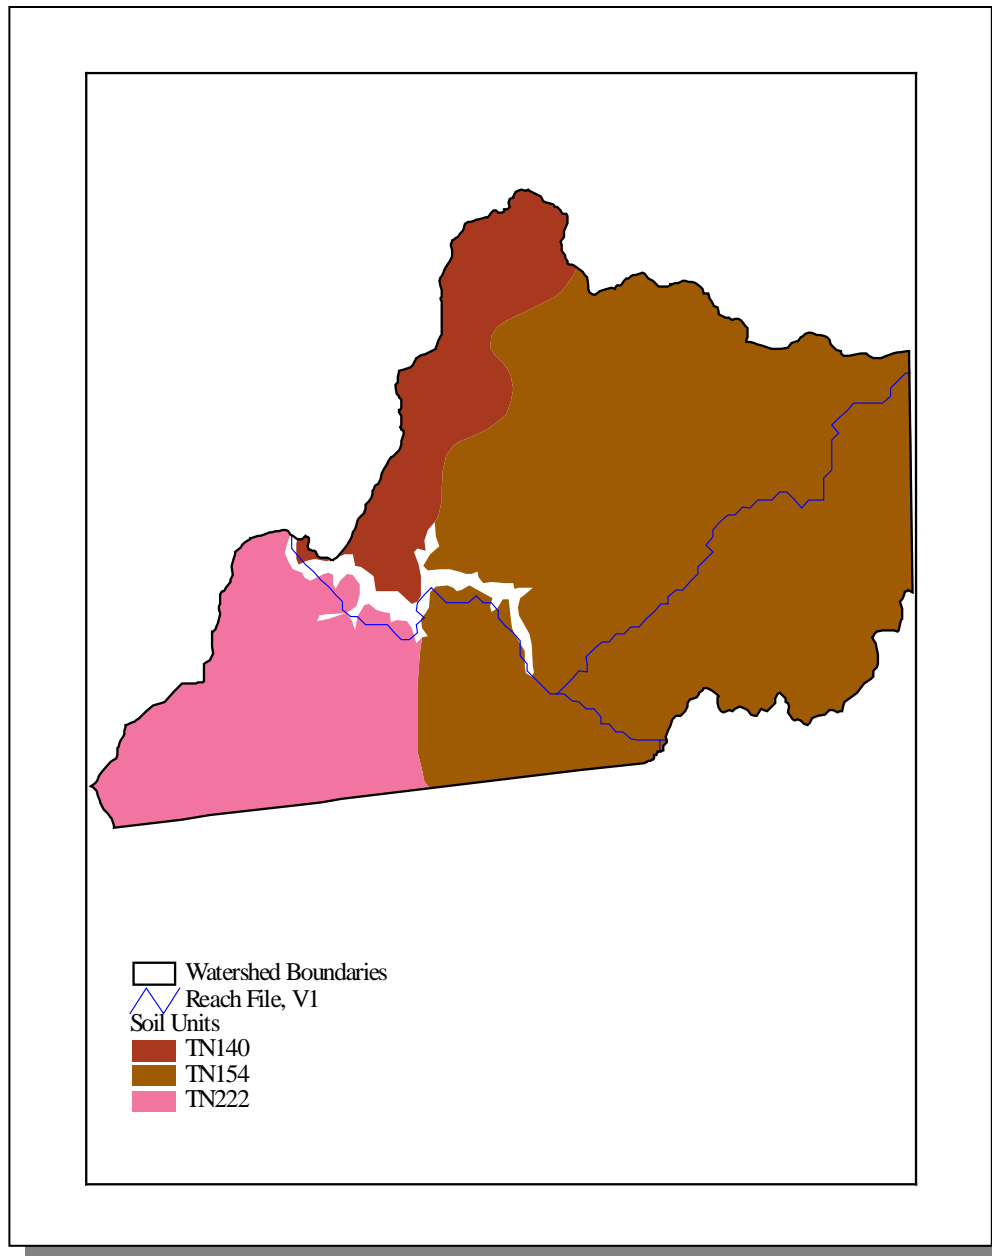 Watershed Boundaries
Reach File, V1
Soil Units
TN140
TN154
TN222